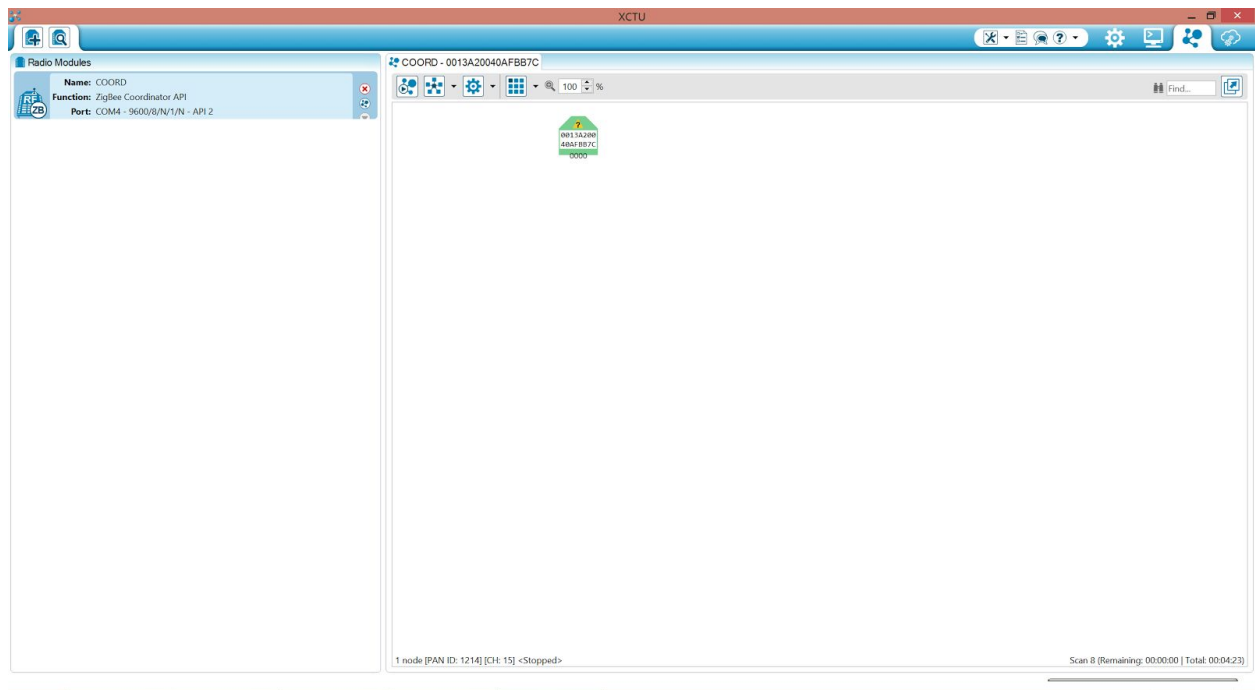 XCTU
Radio Modules
Name: COORD
Function: ZigBee Coordinator API
Port: COM4 - 9600/8/N/1/N - API 2
RF
ZB
COORD - 0013A20040AFBB7C
100 %
Find...
?
0013A200
40AFBB7C
0000
1 node [PAN ID: 1214] [CH: 15] <Stopped>
Scan 8 (Remaining: 00:00:00 | Total: 00:04:23)